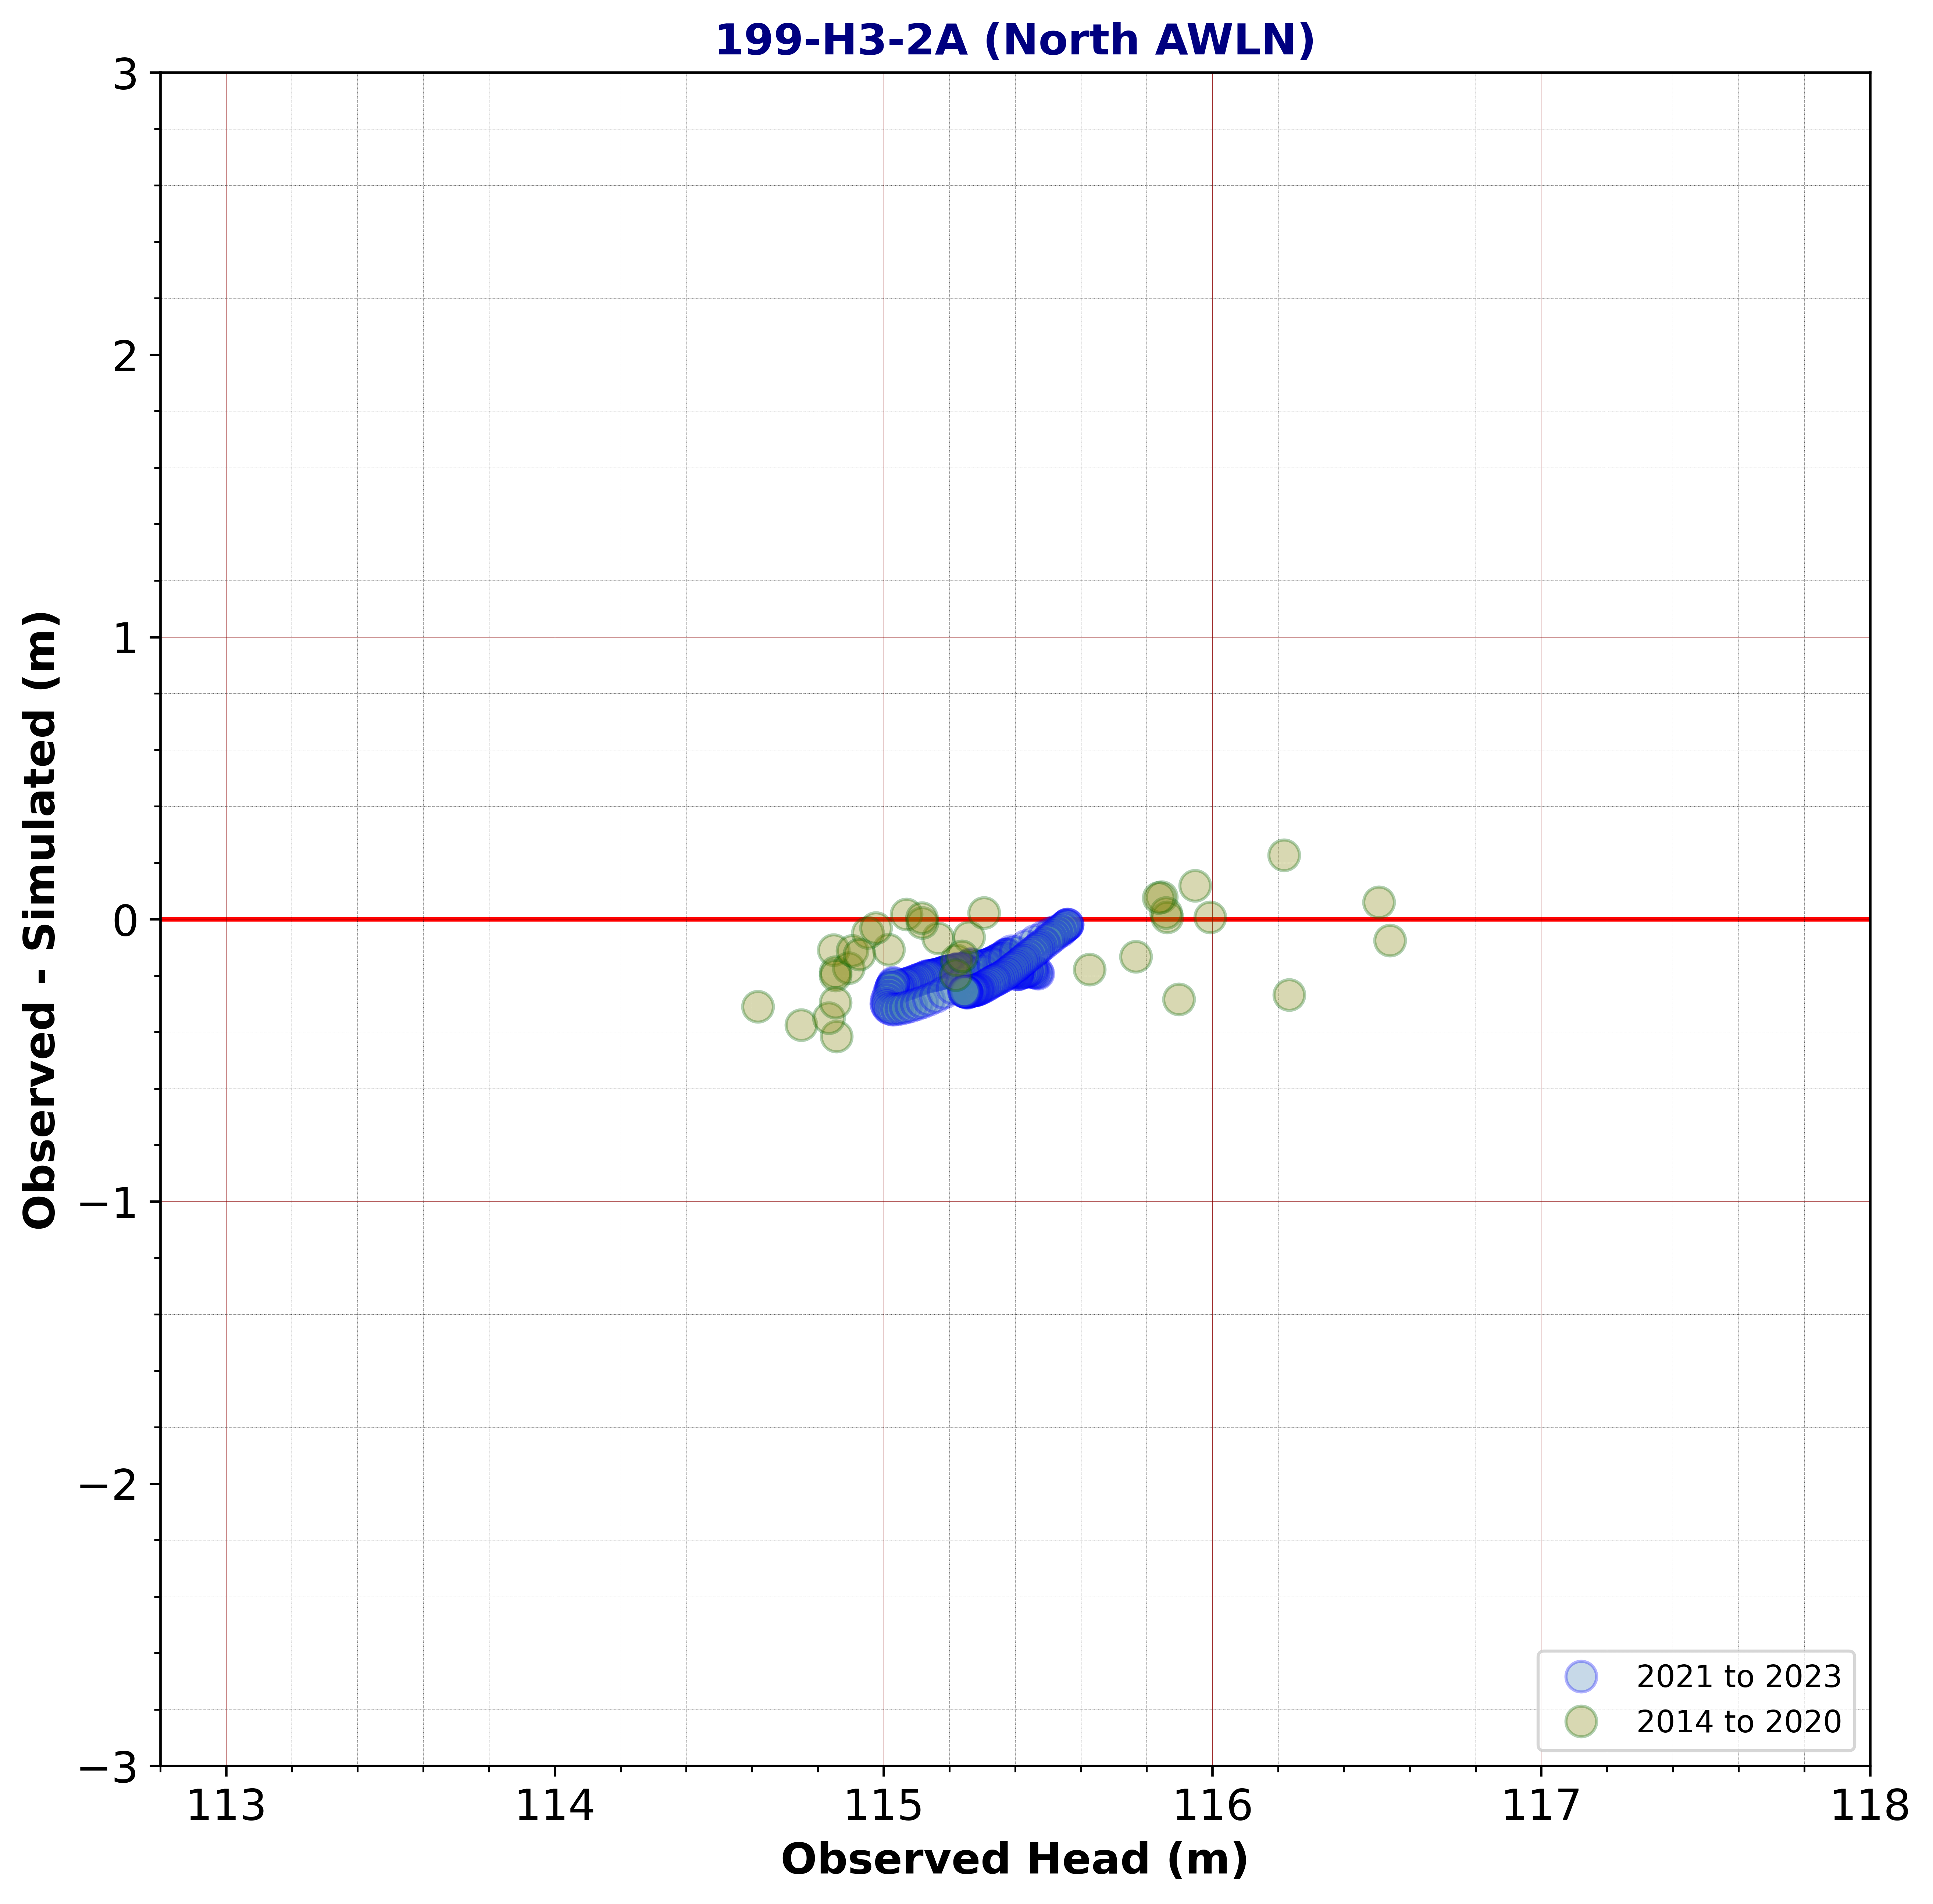 199-H3-2A (North AWLN)
3
2
1
0
−1
−2
−3
Observed - Simulated (m)
113 114 115 116 117 118
Observed Head (m)
2021 to 2023
2014 to 2020